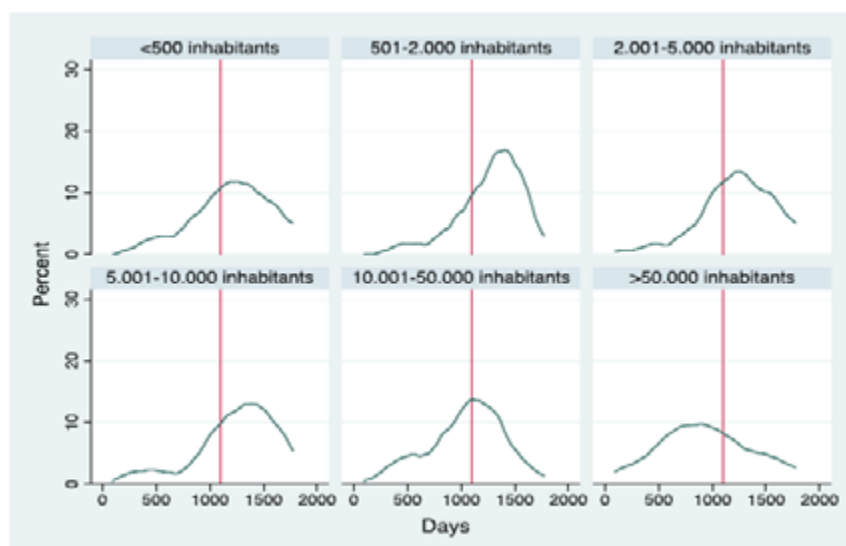 <500 inhabitants
501-2.000 inhabitants
2.001-5.000 inhabitants
30
20
10
0
Percent
5.001-10.000 inhabitants
10.001-50.000 inhabitants
>50.000 inhabitants
30
20
10
0
0 500 1000 1500 2000
0 500 1000 1500 2000
0 500 1000 1500 2000
Days